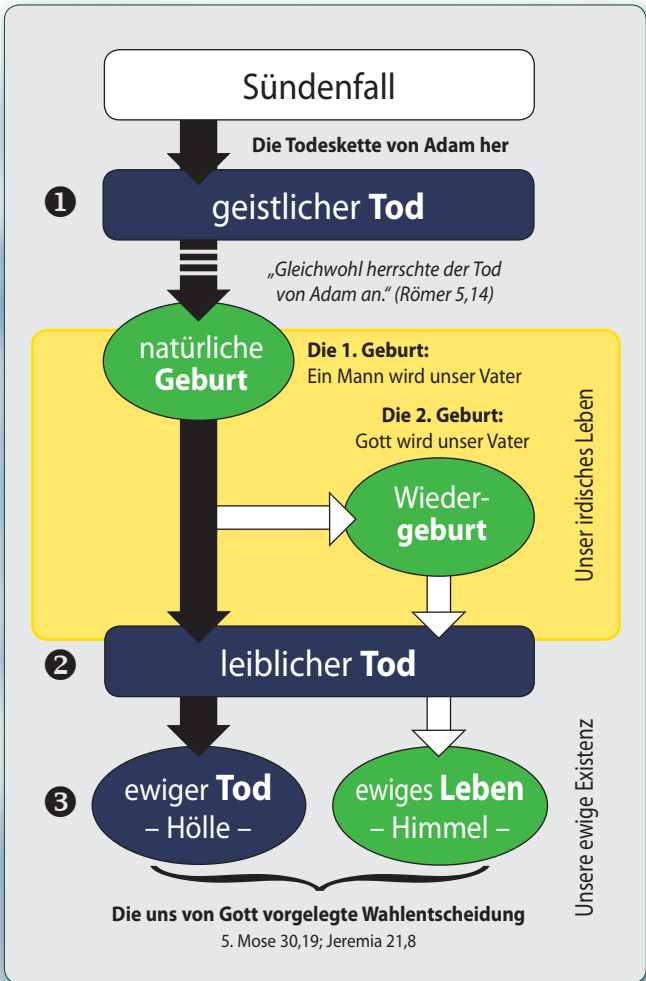 Sündenfall
Die Todeskette von Adam her
❶
geistlicher Tod
„Gleichwohl herrschte der Tod
von Adam an.“ (Römer 5,14)
natürliche
Geburt
Die 1. Geburt:
Ein Mann wird unser Vater
Die 2. Geburt:
Gott wird unser Vater
Wieder-
geburt
Unser irdisches Leben
❷
leiblicher Tod
❸
ewiger Tod
– Hölle –
ewiges Leben
– Himmel –
Unsere ewige Existenz
Die uns von Gott vorgelegte Wahlentscheidung
5. Mose 30,19; Jeremia 21,8